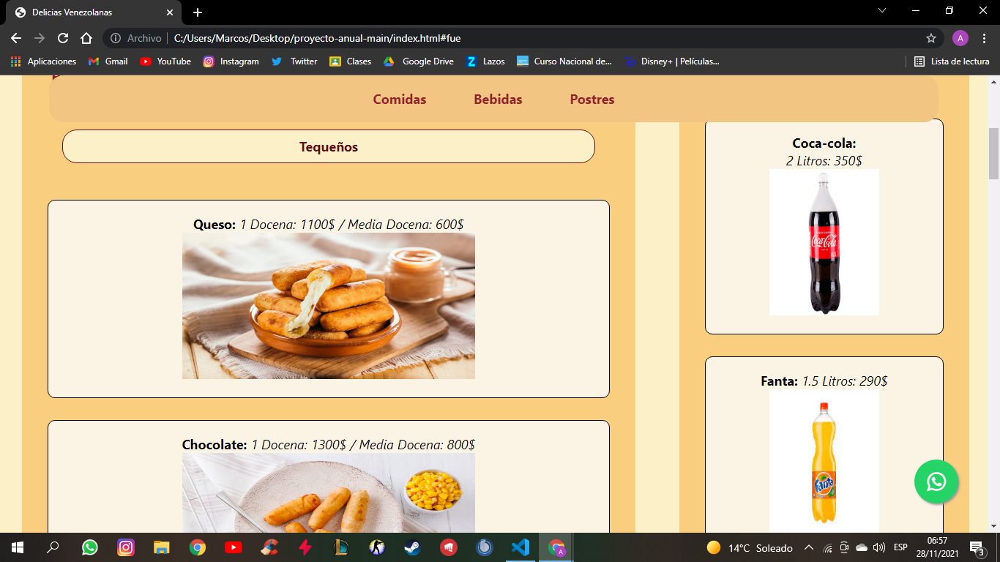 Delicias Venezolanas
Archivo
C:/Users/Marcos/Desktop/proyecto-anual-main/index.html#fue
A
Aplicaciones
Gmail
YouTube
Instagram
Twitter
Clases
Google Drive
Lazos
Curso Nacional de...
Disney+ | Películas...
Lista de lectura
Comidas
Bebidas
Postres
Tequeños
Queso: 1 Docena: 1100$ / Media Docena: 600$
Chocolate: 1 Docena: 1300$ / Media Docena: 800$
Coca-cola:
2 Litros: 350$
Coca-Cola
Fanta: 1.5 Litros: 290$
Fanta
14°C Soleado
ESP
06:57
28/11/2021
3